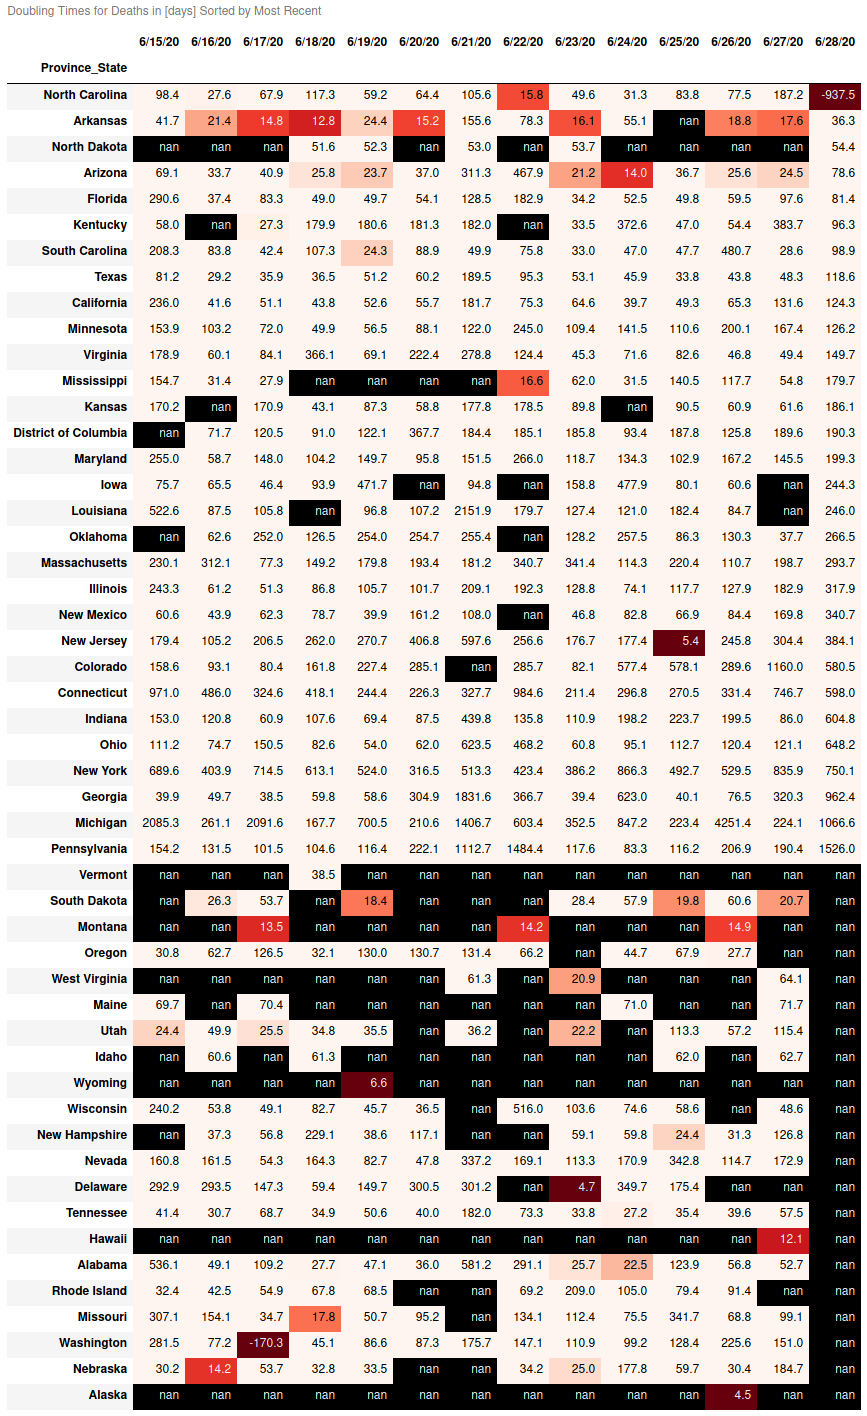 Doubling Times for Deaths in [days] Sorted by Most Recent
6/15/20 6/16/20 6/17/20 6/18/20 6/19/20 6/20/20 6/21/20 6/22/20 6/23/20 6/24/20 6/25/20 6/26/20 6/27/20 6/28/20
Province_State
North Carolina 98.4 27.6 67.9 117.3 59.2 64.4 105.6 15.8 49.6 31.3 83.8 77.5 187.2 -937.5
Arkansas 41.7 21.4 14.8 12.8 24.4 15.2 155.6 78.3 16.1 55.1 nan 18.8 17.6 36.3
North Dakota nan nan nan 51.6 52.3 nan 53.0 nan 53.7 nan nan nan nan 54.4
Arizona 69.1 33.7 40.9 25.8 23.7 37.0 311.3 467.9 21.2 14.0 36.7 25.6 24.5 78.6
Florida 290.6 37.4 83.3 49.0 49.7 54.1 128.5 182.9 34.2 52.5 49.8 59.5 97.6 81.4
Kentucky 58.0 nan 27.3 179.9 180.6 181.3 182.0 nan 33.5 372.6 47.0 54.4 383.7 96.3
South Carolina 208.3 83.8 42.4 107.3 24.3 88.9 49.9 75.8 33.0 47.0 47.7 480.7 28.6 98.9
Texas 81.2 29.2 35.9 36.5 51.2 60.2 189.5 95.3 53.1 45.9 33.8 43.8 48.3 118.6
California 236.0 41.6 51.1 43.8 52.6 55.7 181.7 75.3 64.6 39.7 49.3 65.3 131.6 124.3
Minnesota 153.9 103.2 72.0 49.9 56.5 88.1 122.0 245.0 109.4 141.5 110.6 200.1 167.4 126.2
Virginia 178.9 60.1 84.1 366.1 69.1 222.4 278.8 124.4 45.3 71.6 82.6 46.8 49.4 149.7
Mississippi 154.7 31.4 27.9 nan nan nan nan 16.6 62.0 31.5 140.5 117.7 54.8 179.7
Kansas 170.2 nan 170.9 43.1 87.3 58.8 177.8 178.5 89.8 nan 90.5 60.9 61.6 186.1
District of Columbia nan 71.7 120.5 91.0 122.1 367.7 184.4 185.1 185.8 93.4 187.8 125.8 189.6 190.3
Maryland 255.0 58.7 148.0 104.2 149.7 95.8 151.5 266.0 118.7 134.3 102.9 167.2 145.5 199.3
Iowa 75.7 65.5 46.4 93.9 471.7 nan 94.8 nan 158.8 477.9 80.1 60.6 nan 244.3
Louisiana 522.6 87.5 105.8 nan 96.8 107.2 2151.9 179.7 127.4 121.0 182.4 84.7 nan 246.0
Oklahoma nan 62.6 252.0 126.5 254.0 254.7 255.4 nan 128.2 257.5 86.3 130.3 37.7 266.5
Massachusetts 230.1 312.1 77.3 149.2 179.8 193.4 181.2 340.7 341.4 114.3 220.4 110.7 198.7 293.7
Illinois 243.3 61.2 51.3 86.8 105.7 101.7 209.1 192.3 128.8 74.1 117.7 127.9 182.9 317.9
New Mexico 60.6 43.9 62.3 78.7 39.9 161.2 108.0 nan 46.8 82.8 66.9 84.4 169.8 340.7
New Jersey 179.4 105.2 206.5 262.0 270.7 406.8 597.6 256.6 176.7 177.4 5.4 245.8 304.4 384.1
Colorado 158.6 93.1 80.4 161.8 227.4 285.1 nan 285.7 82.1 577.4 578.1 289.6 1160.0 580.5
Connecticut 971.0 486.0 324.6 418.1 244.4 226.3 327.7 984.6 211.4 296.8 270.5 331.4 746.7 598.0
Indiana 153.0 120.8 60.9 107.6 69.4 87.5 439.8 135.8 110.9 198.2 223.7 199.5 86.0 604.8
Ohio 111.2 74.7 150.5 82.6 54.0 62.0 623.5 468.2 60.8 95.1 112.7 120.4 121.1 648.2
New York 689.6 403.9 714.5 613.1 524.0 316.5 513.3 423.4 386.2 866.3 492.7 529.5 835.9 750.1
Georgia 39.9 49.7 38.5 59.8 58.6 304.9 1831.6 366.7 39.4 623.0 40.1 76.5 320.3 962.4
Michigan 2085.3 261.1 2091.6 167.7 700.5 210.6 1406.7 603.4 352.5 847.2 223.4 4251.4 224.1 1066.6
Pennsylvania 154.2 131.5 101.5 104.6 116.4 222.1 1112.7 1484.4 117.6 83.3 116.2 206.9 190.4 1526.0
Vermont nan nan nan 38.5 nan nan nan nan nan nan nan nan nan nan
South Dakota nan 26.3 53.7 nan 18.4 nan nan nan 28.4 57.9 19.8 60.6 20.7 nan
Montana nan nan 13.5 nan nan nan nan 14.2 nan nan nan 14.9 nan nan
Oregon 30.8 62.7 126.5 32.1 130.0 130.7 131.4 66.2 nan 44.7 67.9 27.7 nan nan
West Virginia nan nan nan nan nan nan 61.3 nan 20.9 nan nan nan 64.1 nan
Maine 69.7 nan 70.4 nan nan nan nan nan nan 71.0 nan nan 71.7 nan
Utah 24.4 49.9 25.5 34.8 35.5 nan 36.2 nan 22.2 nan 113.3 57.2 115.4 nan
Idaho nan 60.6 nan 61.3 nan nan nan nan nan nan 62.0 nan 62.7 nan
Wyoming nan nan nan nan 6.6 nan nan nan nan nan nan nan nan nan
Wisconsin 240.2 53.8 49.1 82.7 45.7 36.5 nan 516.0 103.6 74.6 58.6 nan 48.6 nan
New Hampshire nan 37.3 56.8 229.1 38.6 117.1 nan nan 59.1 59.8 24.4 31.3 126.8 nan
Nevada 160.8 161.5 54.3 164.3 82.7 47.8 337.2 169.1 113.3 170.9 342.8 114.7 172.9 nan
Delaware 292.9 293.5 147.3 59.4 149.7 300.5 301.2 nan 4.7 349.7 175.4 nan nan nan
Tennessee 41.4 30.7 68.7 34.9 50.6 40.0 182.0 73.3 33.8 27.2 35.4 39.6 57.5 nan
Hawaii nan nan nan nan nan nan nan nan nan nan nan nan 12.1 nan
Alabama 536.1 49.1 109.2 27.7 47.1 36.0 581.2 291.1 25.7 22.5 123.9 56.8 52.7 nan
Rhode Island 32.4 42.5 54.9 67.8 68.5 nan nan 69.2 209.0 105.0 79.4 91.4 nan nan
Missouri 307.1 154.1 34.7 17.8 50.7 95.2 nan 134.1 112.4 75.5 341.7 68.8 99.1 nan
Washington 281.5 77.2 -170.3 45.1 86.6 87.3 175.7 147.1 110.9 99.2 128.4 225.6 151.0 nan
Nebraska 30.2 14.2 53.7 32.8 33.5 nan nan 34.2 25.0 177.8 59.7 30.4 184.7 nan
Alaska nan nan nan nan nan nan nan nan nan nan nan 4.5 nan nan